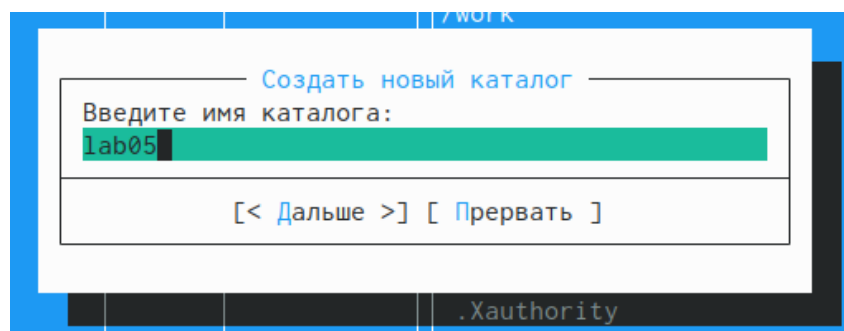 /work
Создать новый каталог
Введите имя каталога:
lab05
[< Дальше >] [ Прервать ]
.Xauthority